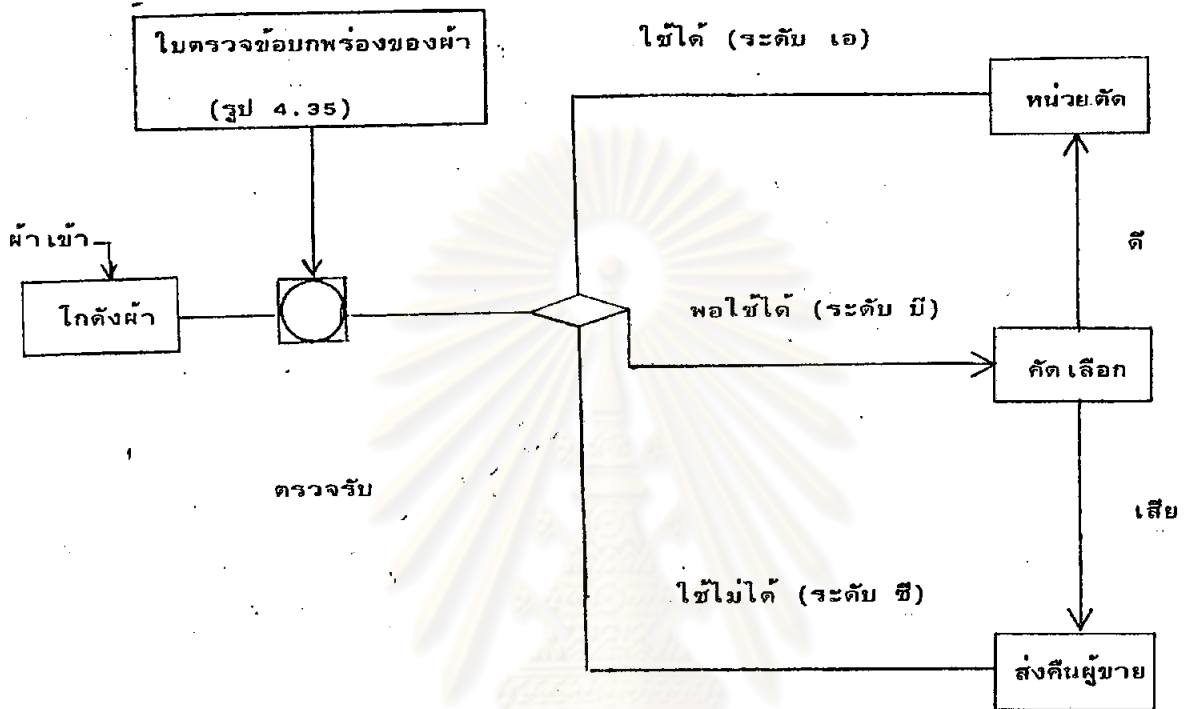 ใบตรวจข้อบกพร่องของผ้า
(รูป 4.35)
ใช้ได้ (ระดับ เอ)
หน่วยตัด
ผ้าเข้า
โกดังผ้า
พอใช้ได้ (ระดับ บี)
ดี
คัดเลือก
ตรวจรับ
เสีย
ใช้ไม่ได้ (ระดับ ซี)
ส่งคืนผู้ขาย